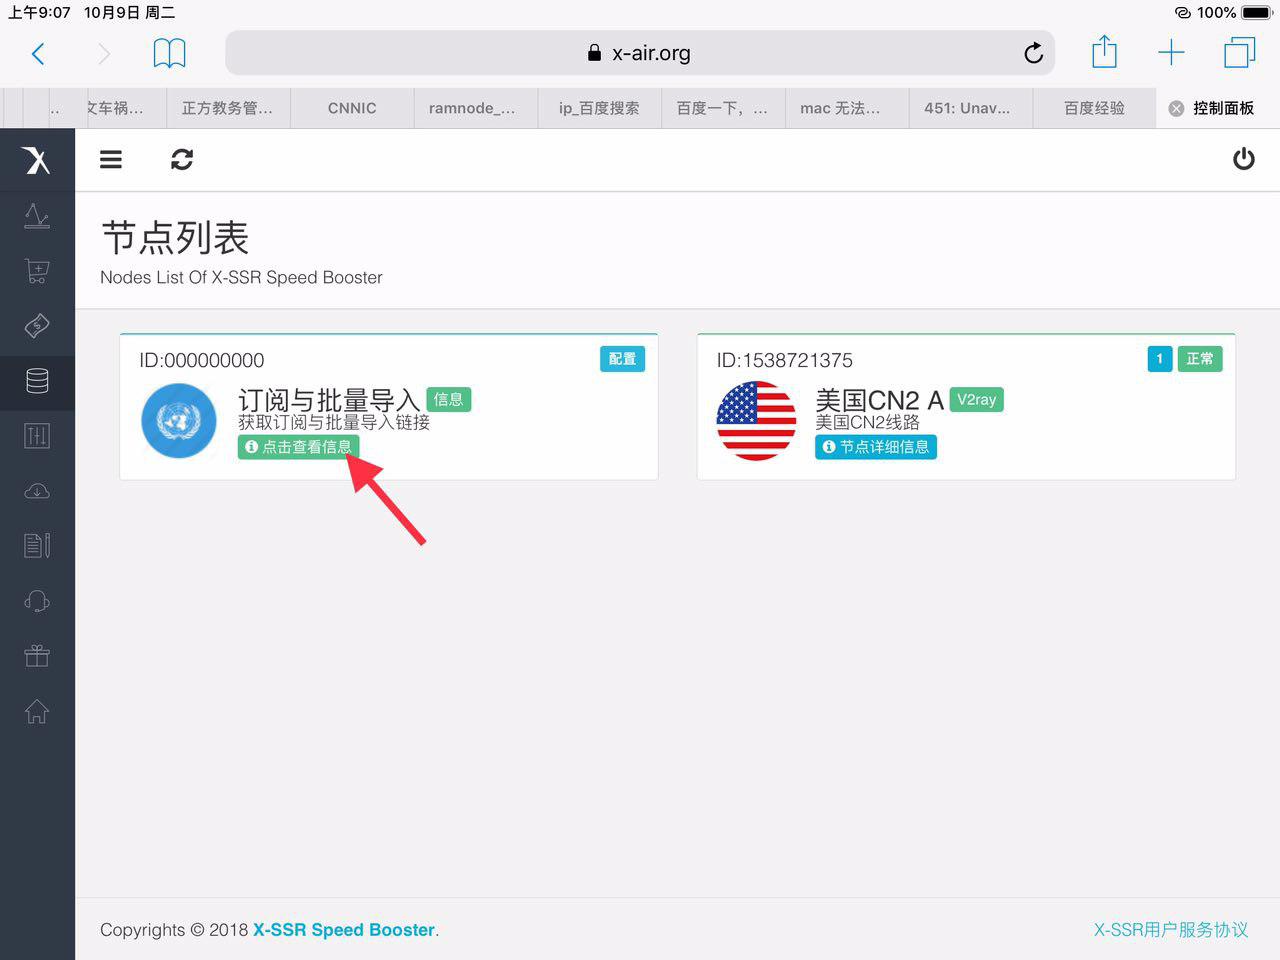 上午9:07 10月9日 周二
100%
x-air.org
文车祸...
正方教务管...
CNNIC
ramnode_...
ip_百度搜索
百度一下，...
mac 无法...
451: Unav...
百度经验
控制面板
节点列表
Nodes List Of X-SSR Speed Booster
ID:000000000
配置
订阅与批量导入 信息
获取订阅与批量导入链接
点击查看信息
ID:1538721375
1 正常
美国CN2 A V2ray
美国CN2线路
节点详细信息
Copyrights © 2018 X-SSR Speed Booster.
X-SSR用户服务协议